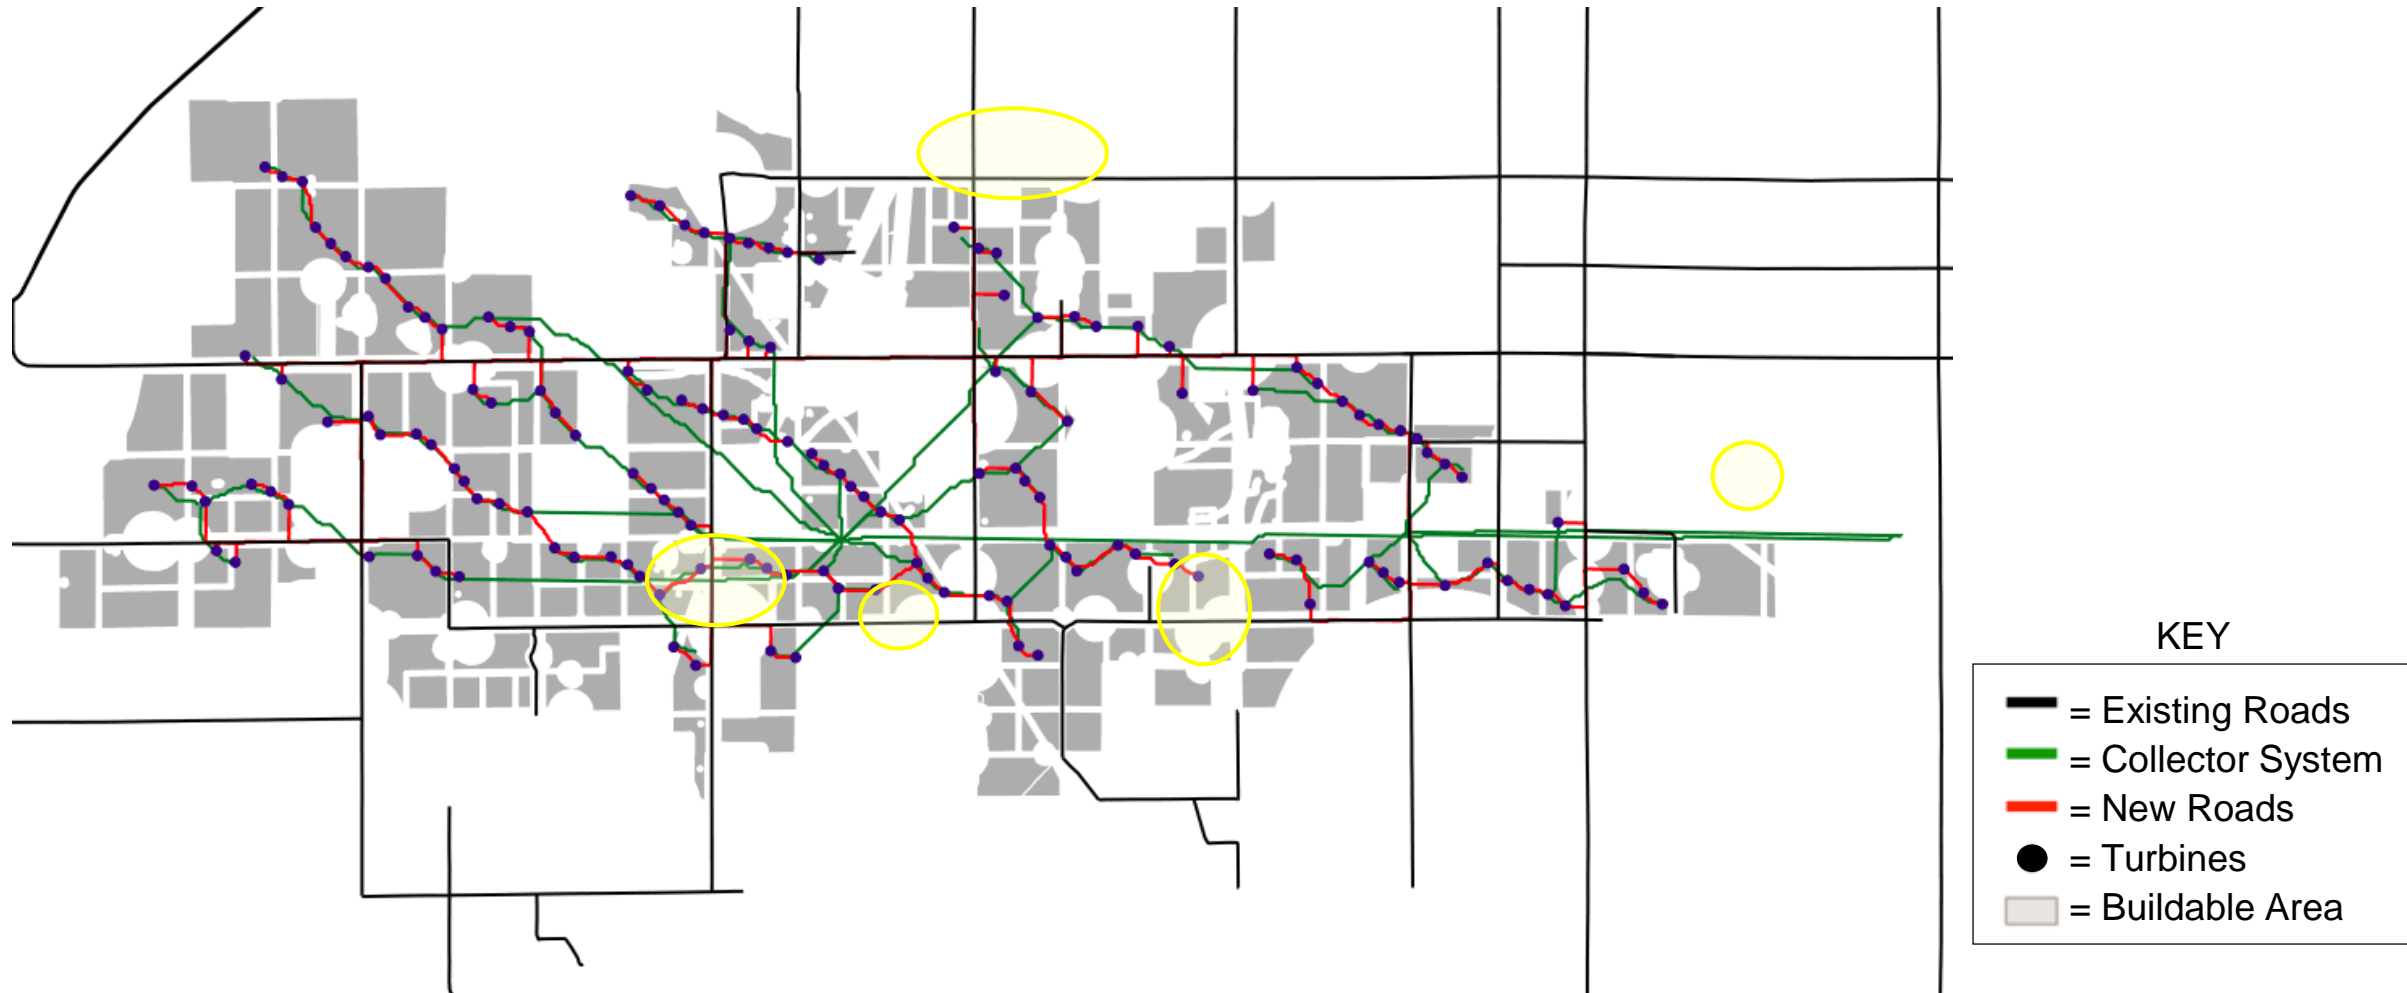 KEY
= Existing Roads
= Collector System
= New Roads
= Turbines
= Buildable Area